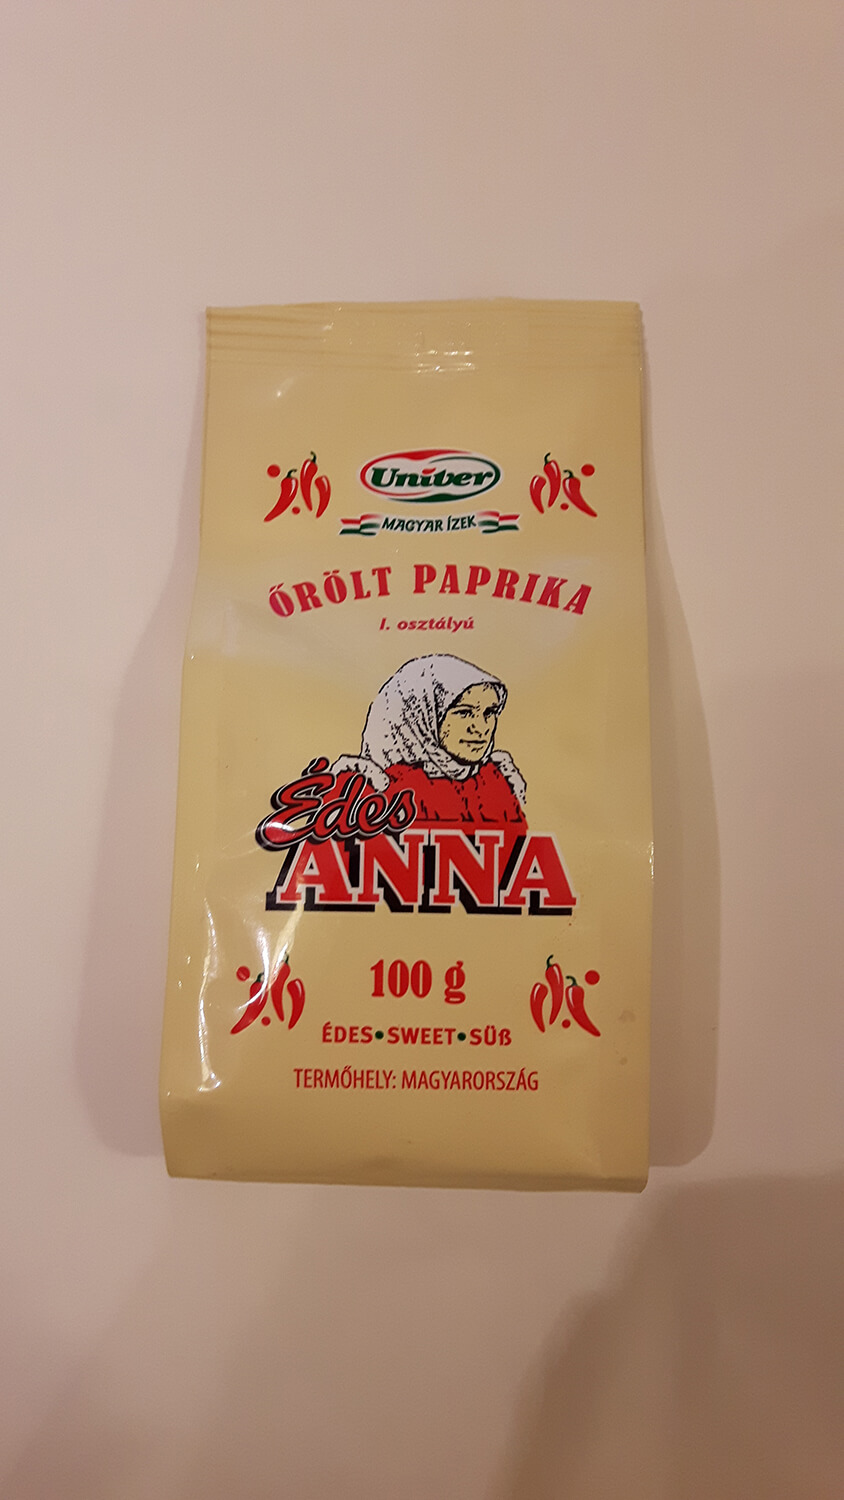 Univer
MAGYAR ÍZEK
ŐRÖLT PAPRIKA
I. osztályú
Édes
ANNA
100 g
ÉDES•SWEET•SÜß
TERMŐHELY: MAGYARORSZÁG